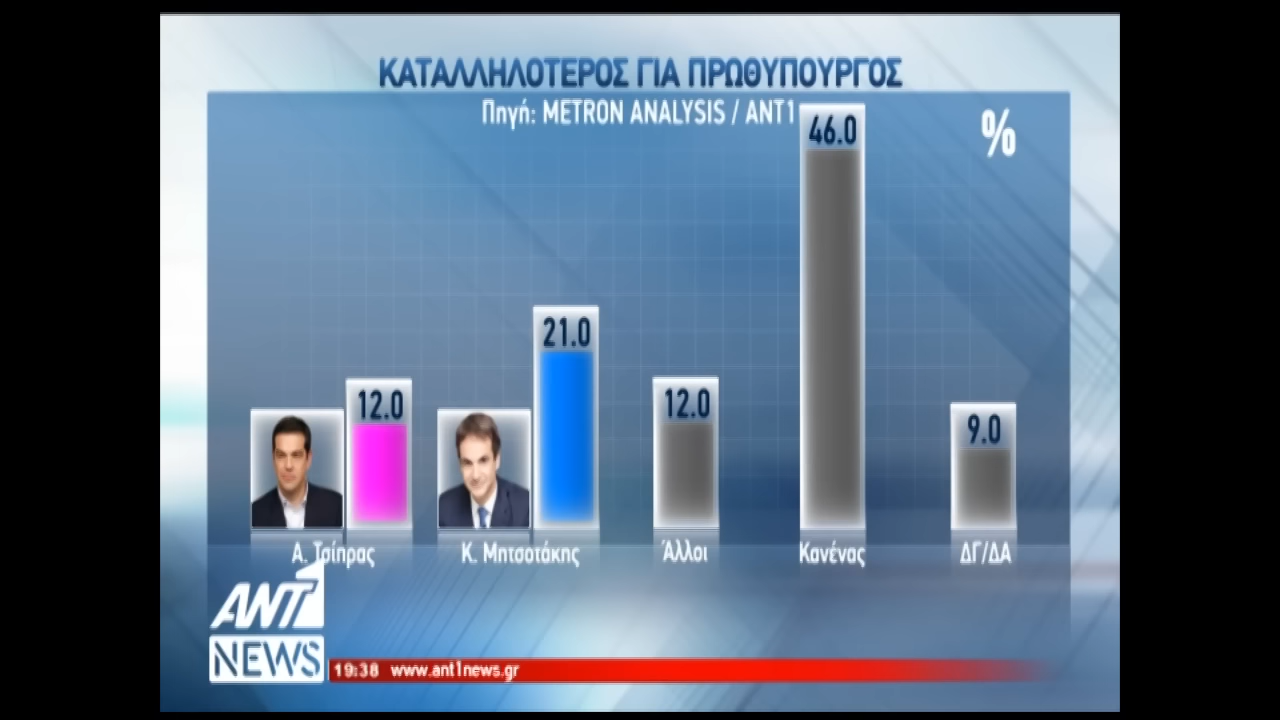 ΚΑΤΑΛΛΗΛΟΤΕΡΟΣ ΓΙΑ ΠΡΩΘΥΠΟΥΡΓΟΣ
Πηγή: METRON ANALYSIS / ANT1
%
12.0
21.0
12.0
46.0
9.0
Α. Τσίπρας
Κ. Μητσοτάκης
Άλλοι
Κανένας
ΔΓ/ΔΑ
ANT1
NEWS
19:38 www.ant1news.gr